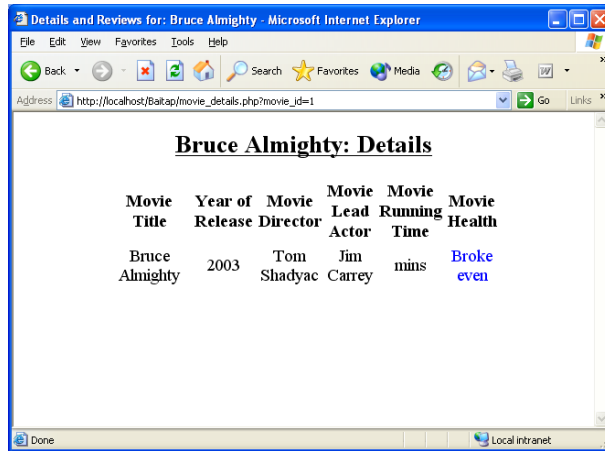 Details and Reviews for: Bruce Almighty - Microsoft Internet Explorer
File Edit View Favorites Tools Help
Back Search Favorites Media W »
Address http://localhost/Baitap/movie_details.php?movie_id=1 Go Links »
Bruce Almighty: Details
Movie Movie
Movie Year of Movie Lead Running Movie
Title Release Director Actor Time Health
Bruce Almighty 2003 Tom Shadyac Jim Carrey mins Broke even
Done Local intranet